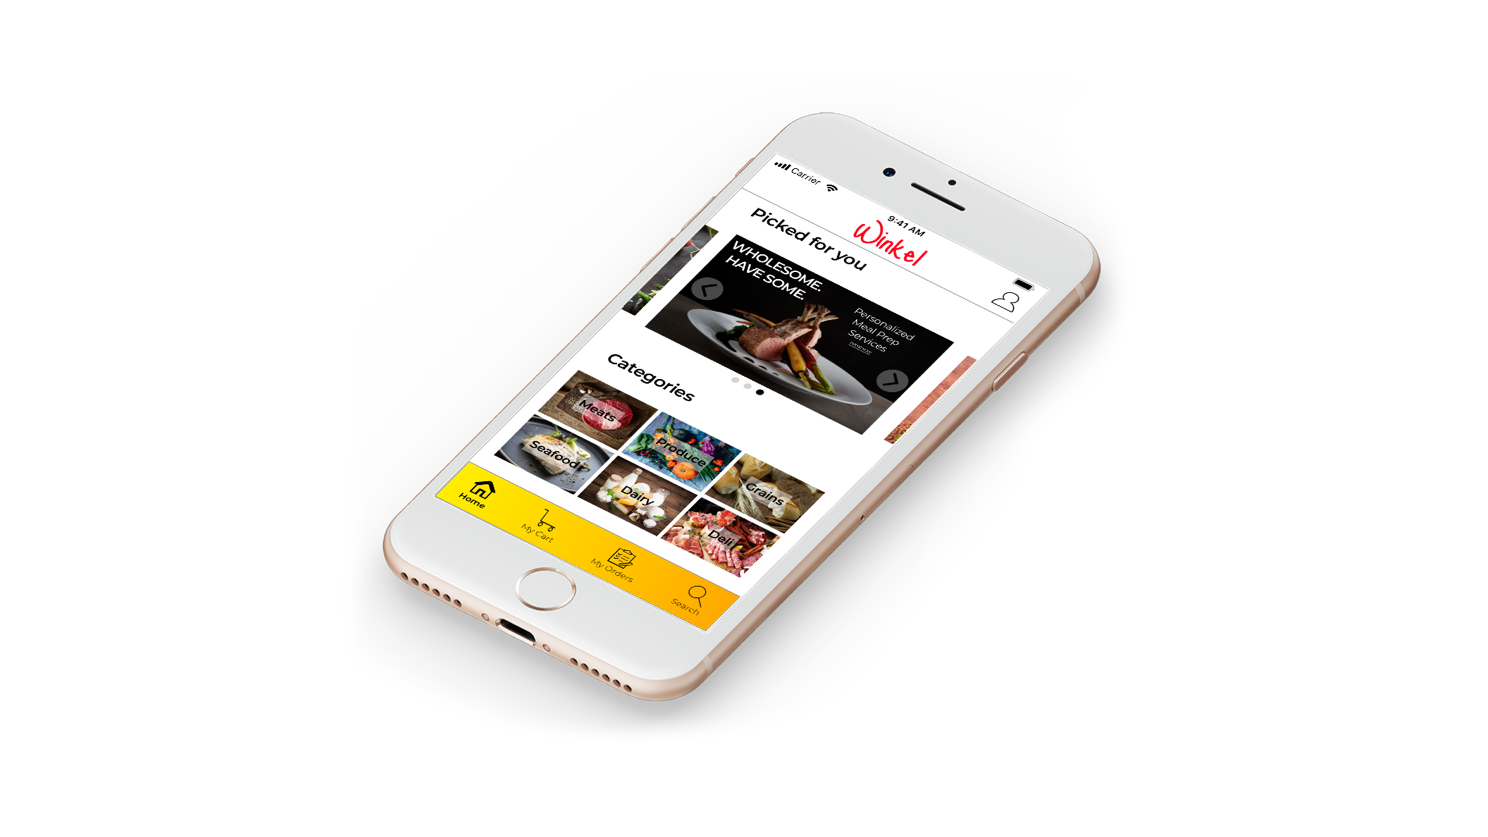 Carrier
9:41 AM
Winkel
Picked for you
WHOLESOME.
HAVE SOME.
Personalized
Meal Prep
Services
Categories
Meats
Produce
Grains
Seafood
Dairy
Deli
Home
My Cart
My Orders
Search